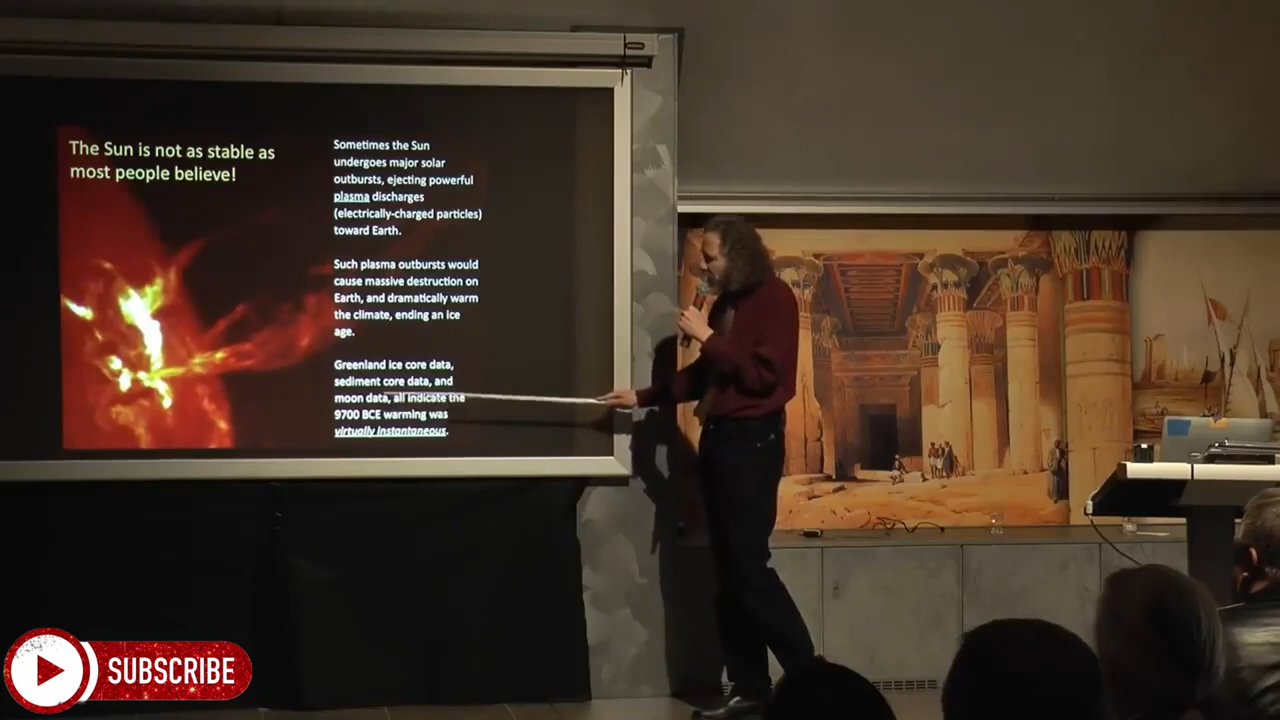 The Sun is not as stable as
most people believe!
Sometimes the Sun
undergoes major solar
outbursts, ejecting powerful
plasma discharges
(electrically-charged particles)
toward Earth.
Such plasma outbursts would
cause massive destruction on
Earth, and dramatically warm
the climate, ending an ice
age.
Greenland ice core data,
sediment core data, and
moon data, all indicate the
9700 BCE warming was
virtually instantaneous.
SUBSCRIBE